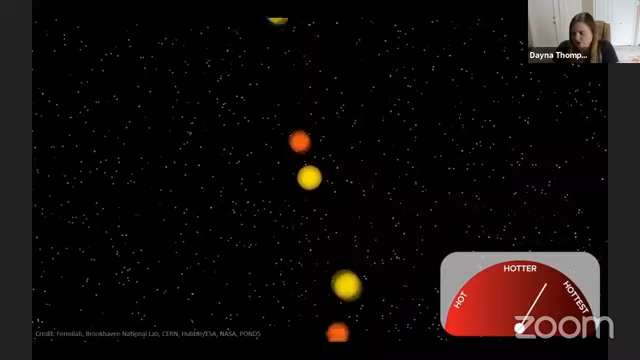 Dayna Thomp...
HOT
HOTTER
HOTTEST
zoom
Credit: Fermilab, Brookhaven National Lab, CERN, Hubble/ESA, NASA, PONDS